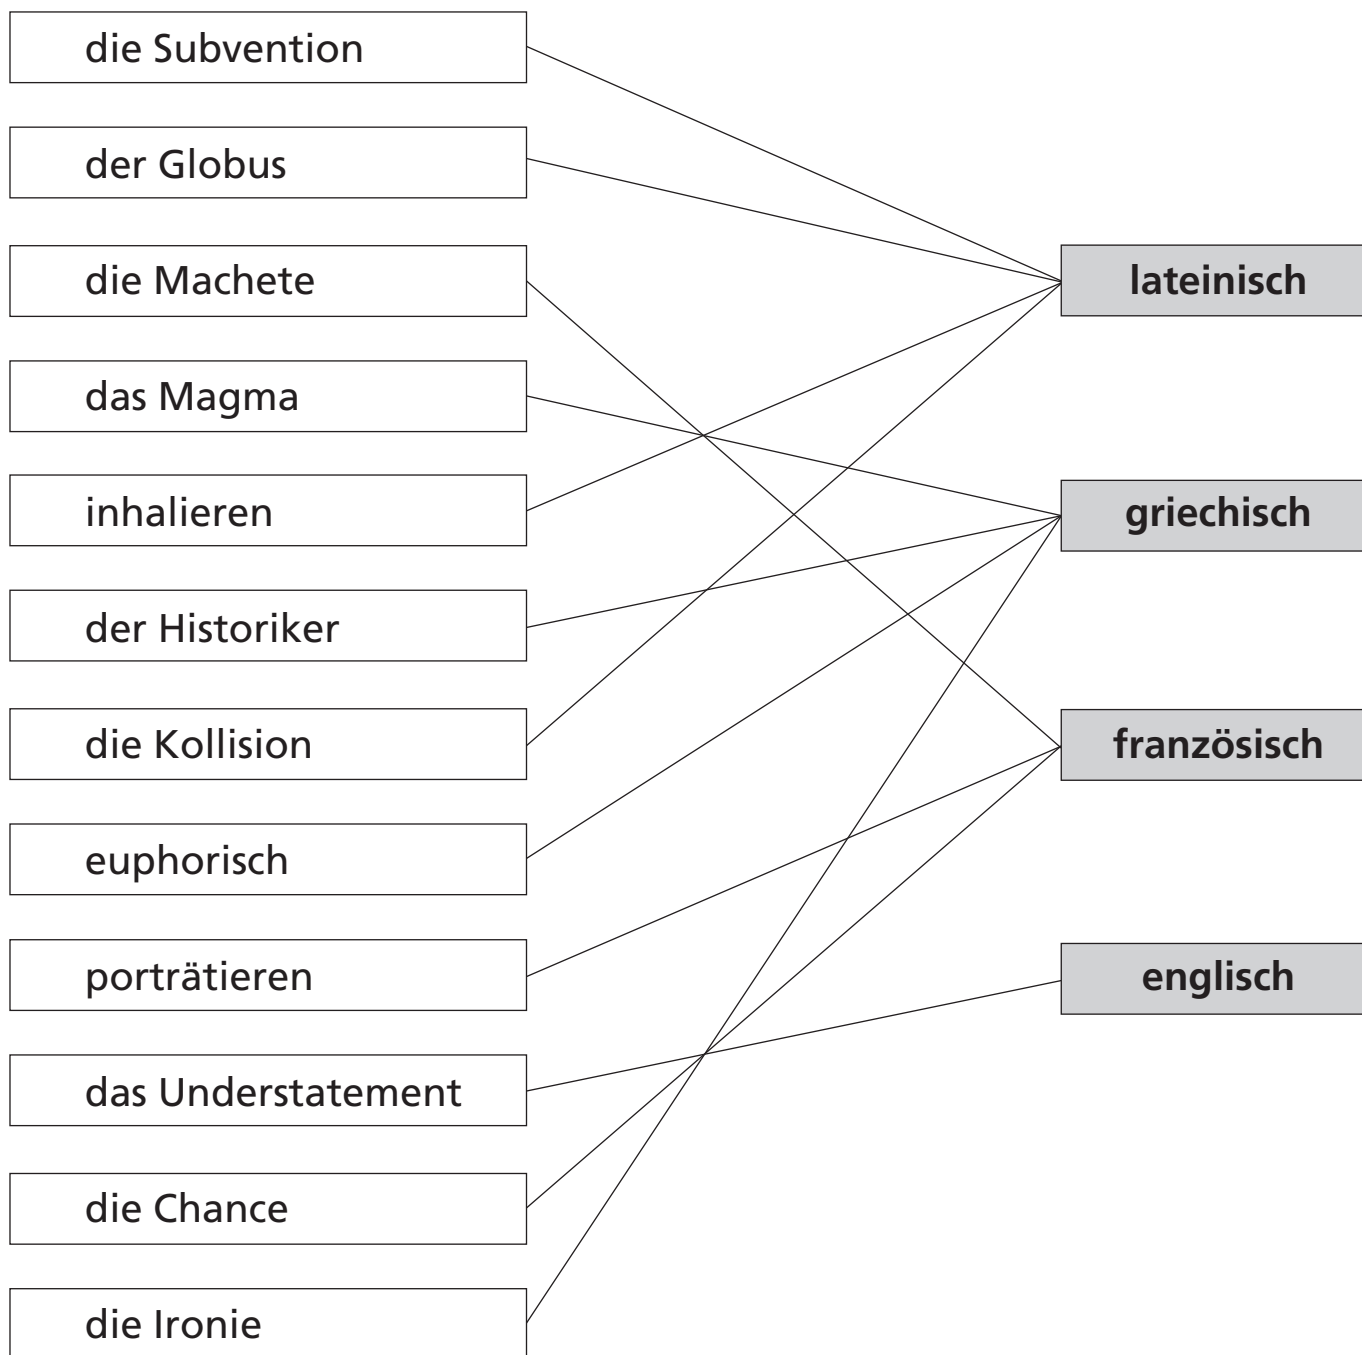 die Subvention
der Globus
die Machete
das Magma
inhalieren
der Historiker
die Kollision
euphorisch
porträtieren
das Understatement
die Chance
die Ironie
lateinisch
griechisch
französisch
englisch